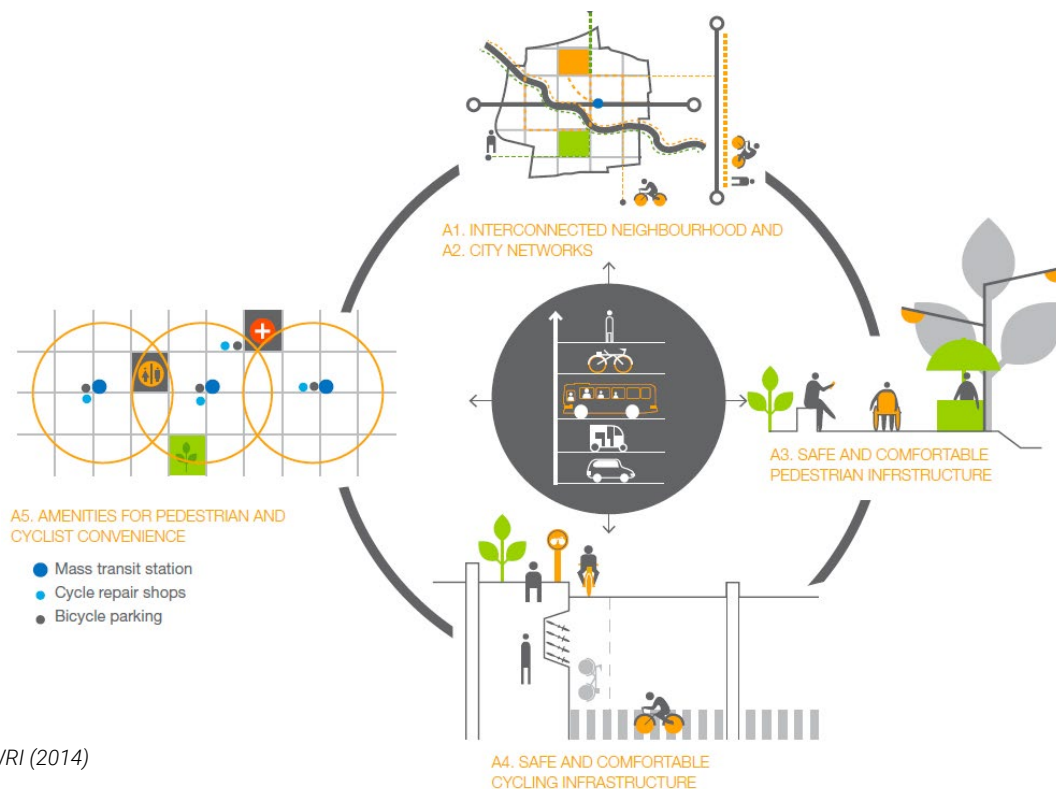 A1. INTERCONNECTED NEIGHBOURHOOD AND
A2. CITY NETWORKS
A3. SAFE AND COMFORTABLE
PEDESTRIAN INFRSTRUCTURE
A5. AMENITIES FOR PEDESTRIAN AND
CYCLIST CONVENIENCE
Mass transit station
Cycle repair shops
Bicycle parking
A4. SAFE AND COMFORTABLE
CYCLING INFRASTRUCTURE
(2014)